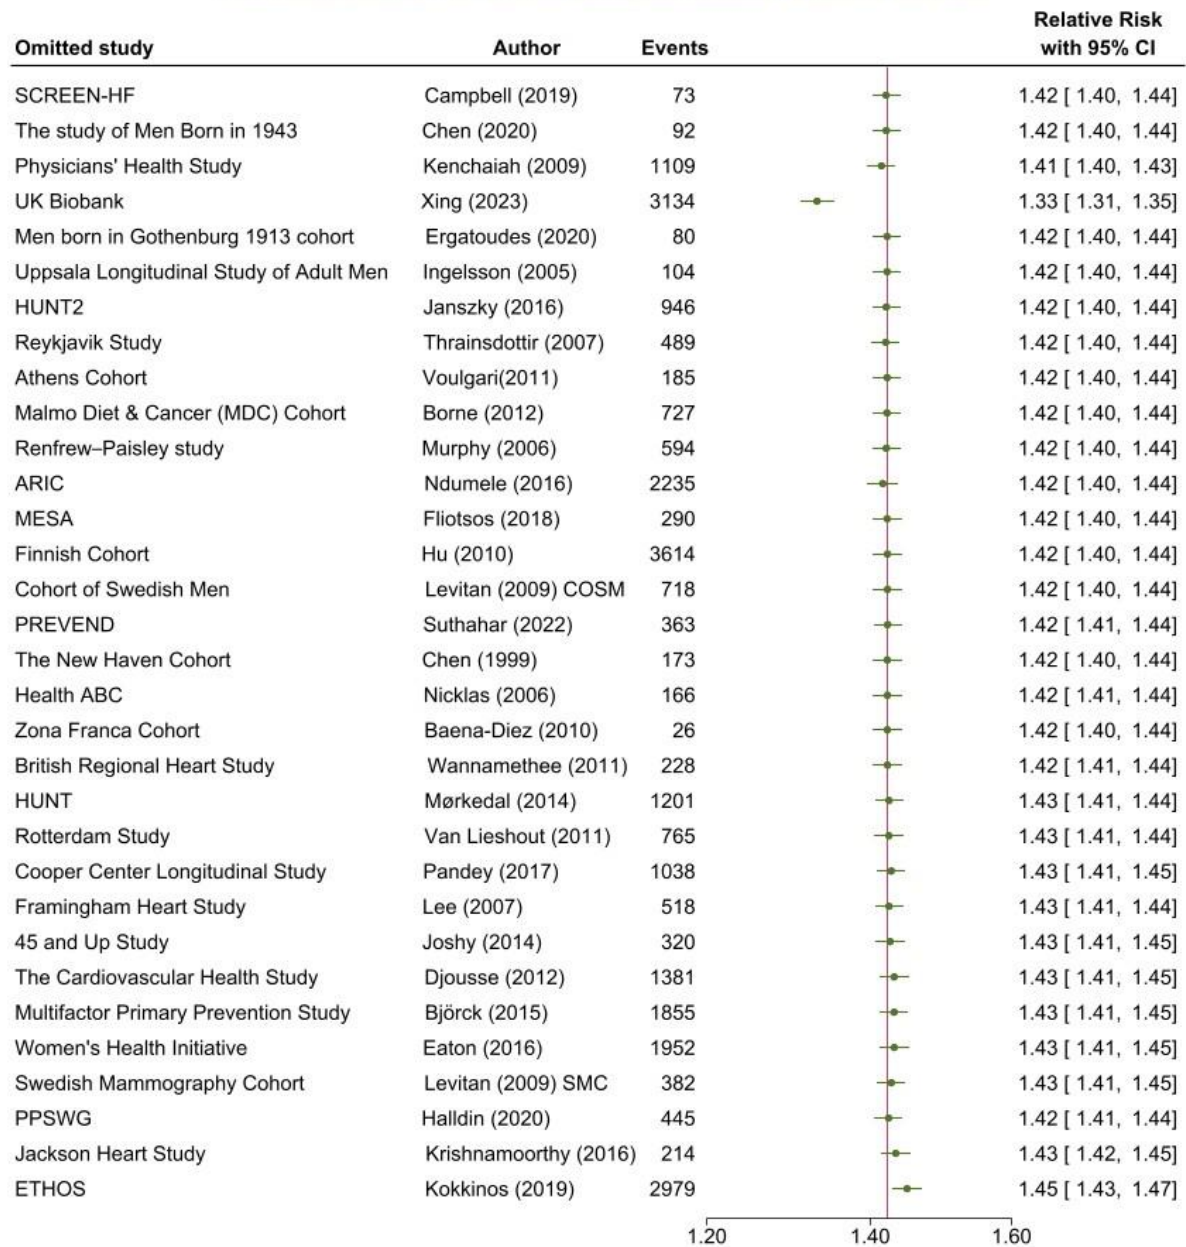 Relative Risk
Omitted study Author Events with 95% CI
SCREEN-HF Campbell (2019) 73 1.42 [ 1.40, 1.44]
The study of Men Born in 1943 Chen (2020) 92 1.42 [ 1.40, 1.44]
Physicians' Health Study Kenchaiah (2009) 1109 1.41 [ 1.40, 1.43]
UK Biobank Xing (2023) 3134 1.33 [ 1.31, 1.35]
Men born in Gothenburg 1913 cohort Ergatoudes (2020) 80 1.42 [ 1.40, 1.44]
Uppsala Longitudinal Study of Adult Men Ingelsson (2005) 104 1.42 [ 1.40, 1.44]
HUNT2 Janszky (2016) 946 1.42 [ 1.40, 1.44]
Reykjavik Study Thrainsdottir (2007) 489 1.42 [ 1.40, 1.44]
Athens Cohort Voulgari(2011) 185 1.42 [ 1.40, 1.44]
Malmo Diet & Cancer (MDC) Cohort Borne (2012) 727 1.42 [ 1.40, 1.44]
Renfrew–Paisley study Murphy (2006) 594 1.42 [ 1.40, 1.44]
ARIC Ndumele (2016) 2235 1.42 [ 1.40, 1.44]
MESA Fliotsos (2018) 290 1.42 [ 1.40, 1.44]
Finnish Cohort Hu (2010) 3614 1.42 [ 1.40, 1.44]
Cohort of Swedish Men Levitan (2009) COSM 718 1.42 [ 1.40, 1.44]
PREVEND Suthahar (2022) 363 1.42 [ 1.41, 1.44]
The New Haven Cohort Chen (1999) 173 1.42 [ 1.40, 1.44]
Health ABC Nicklas (2006) 166 1.42 [ 1.41, 1.44]
Zona Franca Cohort Baena-Diez (2010) 26 1.42 [ 1.40, 1.44]
British Regional Heart Study Wannamethee (2011) 228 1.42 [ 1.41, 1.44]
HUNT Mørkedal (2014) 1201 1.43 [ 1.41, 1.44]
Rotterdam Study Van Lieshout (2011) 765 1.43 [ 1.41, 1.44]
Cooper Center Longitudinal Study Pandey (2017) 1038 1.43 [ 1.41, 1.45]
Framingham Heart Study Lee (2007) 518 1.43 [ 1.41, 1.44]
45 and Up Study Joshy (2014) 320 1.43 [ 1.41, 1.45]
The Cardiovascular Health Study Djousse (2012) 1381 1.43 [ 1.41, 1.45]
Multifactor Primary Prevention Study Björck (2015) 1855 1.43 [ 1.41, 1.45]
Women's Health Initiative Eaton (2016) 1952 1.43 [ 1.41, 1.45]
Swedish Mammography Cohort Levitan (2009) SMC 382 1.43 [ 1.41, 1.45]
PPSWG Halldin (2020) 445 1.42 [ 1.41, 1.44]
Jackson Heart Study Krishnamoorthy (2016) 214 1.43 [ 1.42, 1.45]
ETHOS Kokkinos (2019) 2979 1.45 [ 1.43, 1.47]
1.20 1.40 1.60